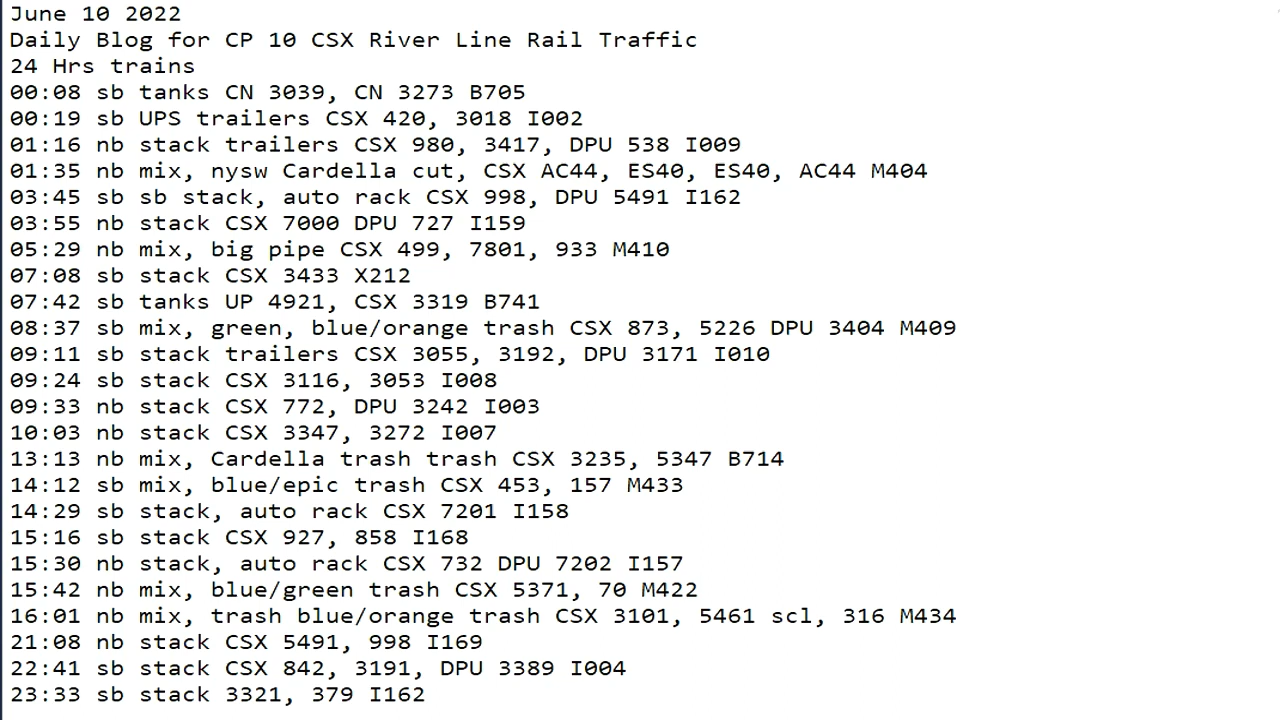 June 10 2022
Daily Blog for CP 10 CSX River Line Rail Traffic
24 Hrs trains
00:08 sb tanks CN 3039, CN 3273 B705
00:19 sb UPS trailers CSX 420, 3018 I002
01:16 nb stack trailers CSX 980, 3417, DPU 538 I009
01:35 nb mix, nysw Cardella cut, CSX AC44, ES40, ES40, AC44 M404
03:45 sb sb stack, auto rack CSX 998, DPU 5491 I162
03:55 nb stack CSX 7000 DPU 727 I159
05:29 nb mix, big pipe CSX 499, 7801, 933 M410
07:08 sb stack CSX 3433 X212
07:42 sb tanks UP 4921, CSX 3319 B741
08:37 sb mix, green, blue/orange trash CSX 873, 5226 DPU 3404 M409
09:11 sb stack trailers CSX 3055, 3192, DPU 3171 I010
09:24 sb stack CSX 3116, 3053 I008
09:33 nb stack CSX 772, DPU 3242 I003
10:03 nb stack CSX 3347, 3272 I007
13:13 nb mix, Cardella trash trash CSX 3235, 5347 B714
14:12 sb mix, blue/epic trash CSX 453, 157 M433
14:29 sb stack, auto rack CSX 7201 I158
15:16 sb stack CSX 927, 858 I168
15:30 nb stack, auto rack CSX 732 DPU 7202 I157
15:42 nb mix, blue/green trash CSX 5371, 70 M422
16:01 nb mix, trash blue/orange trash CSX 3101, 5461 scl, 316 M434
21:08 nb stack CSX 5491, 998 I169
22:41 sb stack CSX 842, 3191, DPU 3389 I004
23:33 sb stack 3321, 379 I162